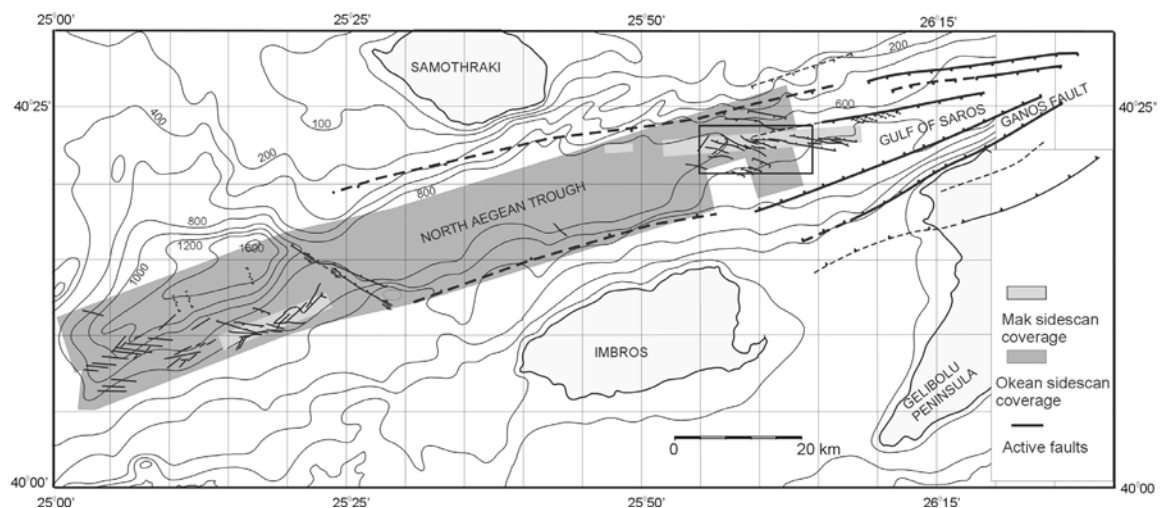 25°00' 25°25' 25°50' 26°15'
SAMOTHRAKI
200
40°25'
400
100
600
GULF OF SAROS
GANOS FAULT
40°25'
200
800
NORTH AEGEAN TROUGH
800
1200
1600
1000
Mak sidescan
coverage
IMBROS
Okean sidescan
coverage
GELIBOLU
PENINSULA
Active faults
0 20 km
40°00'
40°00
25°00' 25°25' 25°50' 26°15'